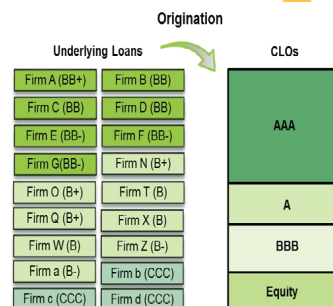 Origination
Underlying Loans
CLOs
Firm A (BB+) Firm B (BB)
Firm C (BB) Firm D (BB)
Firm E (BB-) Firm F (BB-)
Firm G(BB-) Firm N (B+)
Firm O (B+) Firm T (B)
Firm Q (B+) Firm X (B)
Firm W (B) Firm Z (B-)
Firm a (B-) Firm b (CCC)
Firm c (CCC) Firm d (CCC)
AAA
A
BBB
Equity